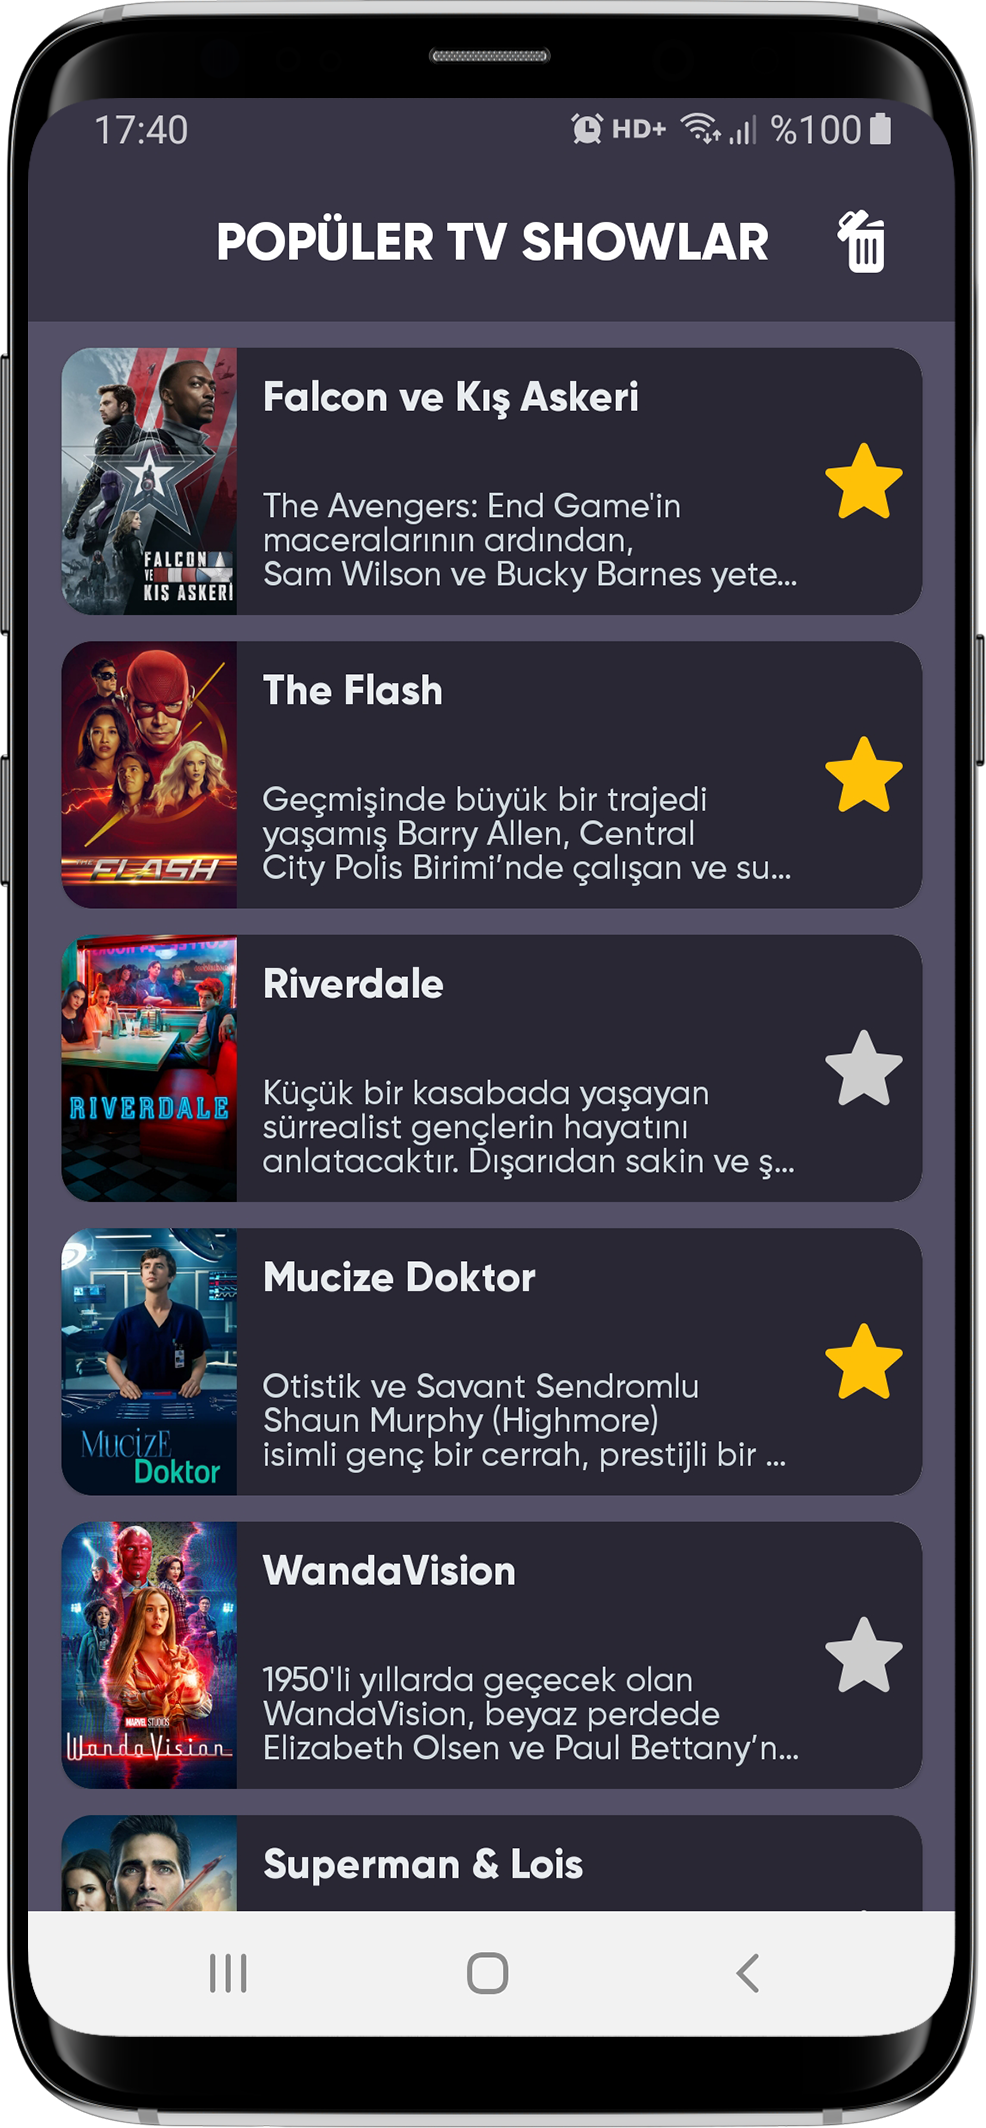 17:40
HD+
%100
POPÜLER TV SHOWLAR
Falcon ve Kış Askeri
The Avengers: End Game'in
maceralarının ardından,
Sam Wilson ve Bucky Barnes yete...
FALCON
VE
KIŞ ASKERİ
The Flash
Geçmişinde büyük bir trajedi
yaşamış Barry Allen, Central
City Polis Birimi’nde çalışan ve su...
THE
FLASH
Riverdale
Küçük bir kasabada yaşayan
sürrealist gençlerin hayatını
anlatacaktır. Dışarıdan sakin ve ş...
RIVERDALE
Mucize Doktor
Otistik ve Savant Sendromlu
Shaun Murphy (Highmore)
isimli genç bir cerrah, prestijli bir ...
MucizE
Doktor
WandaVision
1950'li yıllarda geçecek olan
WandaVision, beyaz perdede
Elizabeth Olsen ve Paul Bettany’n...
MARVEL STUDIOS
WandaVision
Superman & Lois